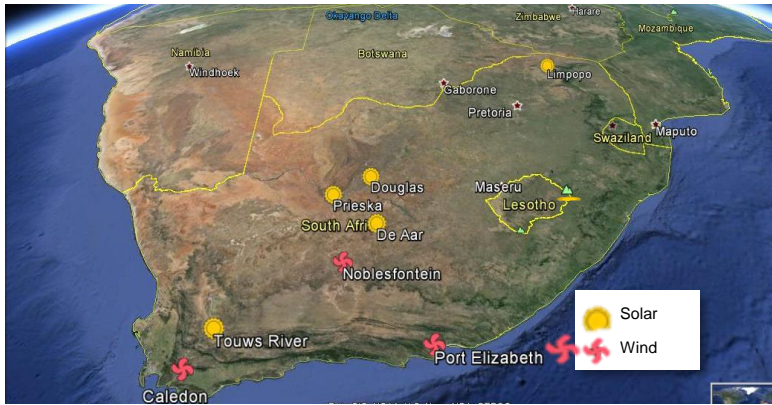 Okavango Delta
Zimbabwe
Harare
Mozambique
Namibia
Windhoek
Botswana
Limpopo
Gaborone
Pretoria
Swaziland
Maputo
Douglas
Maseru
Prieska
Lesotho
South Afri
De Aar
Noblesfontein
Solar
Touws River
Wind
Port Elizabeth
Caledon